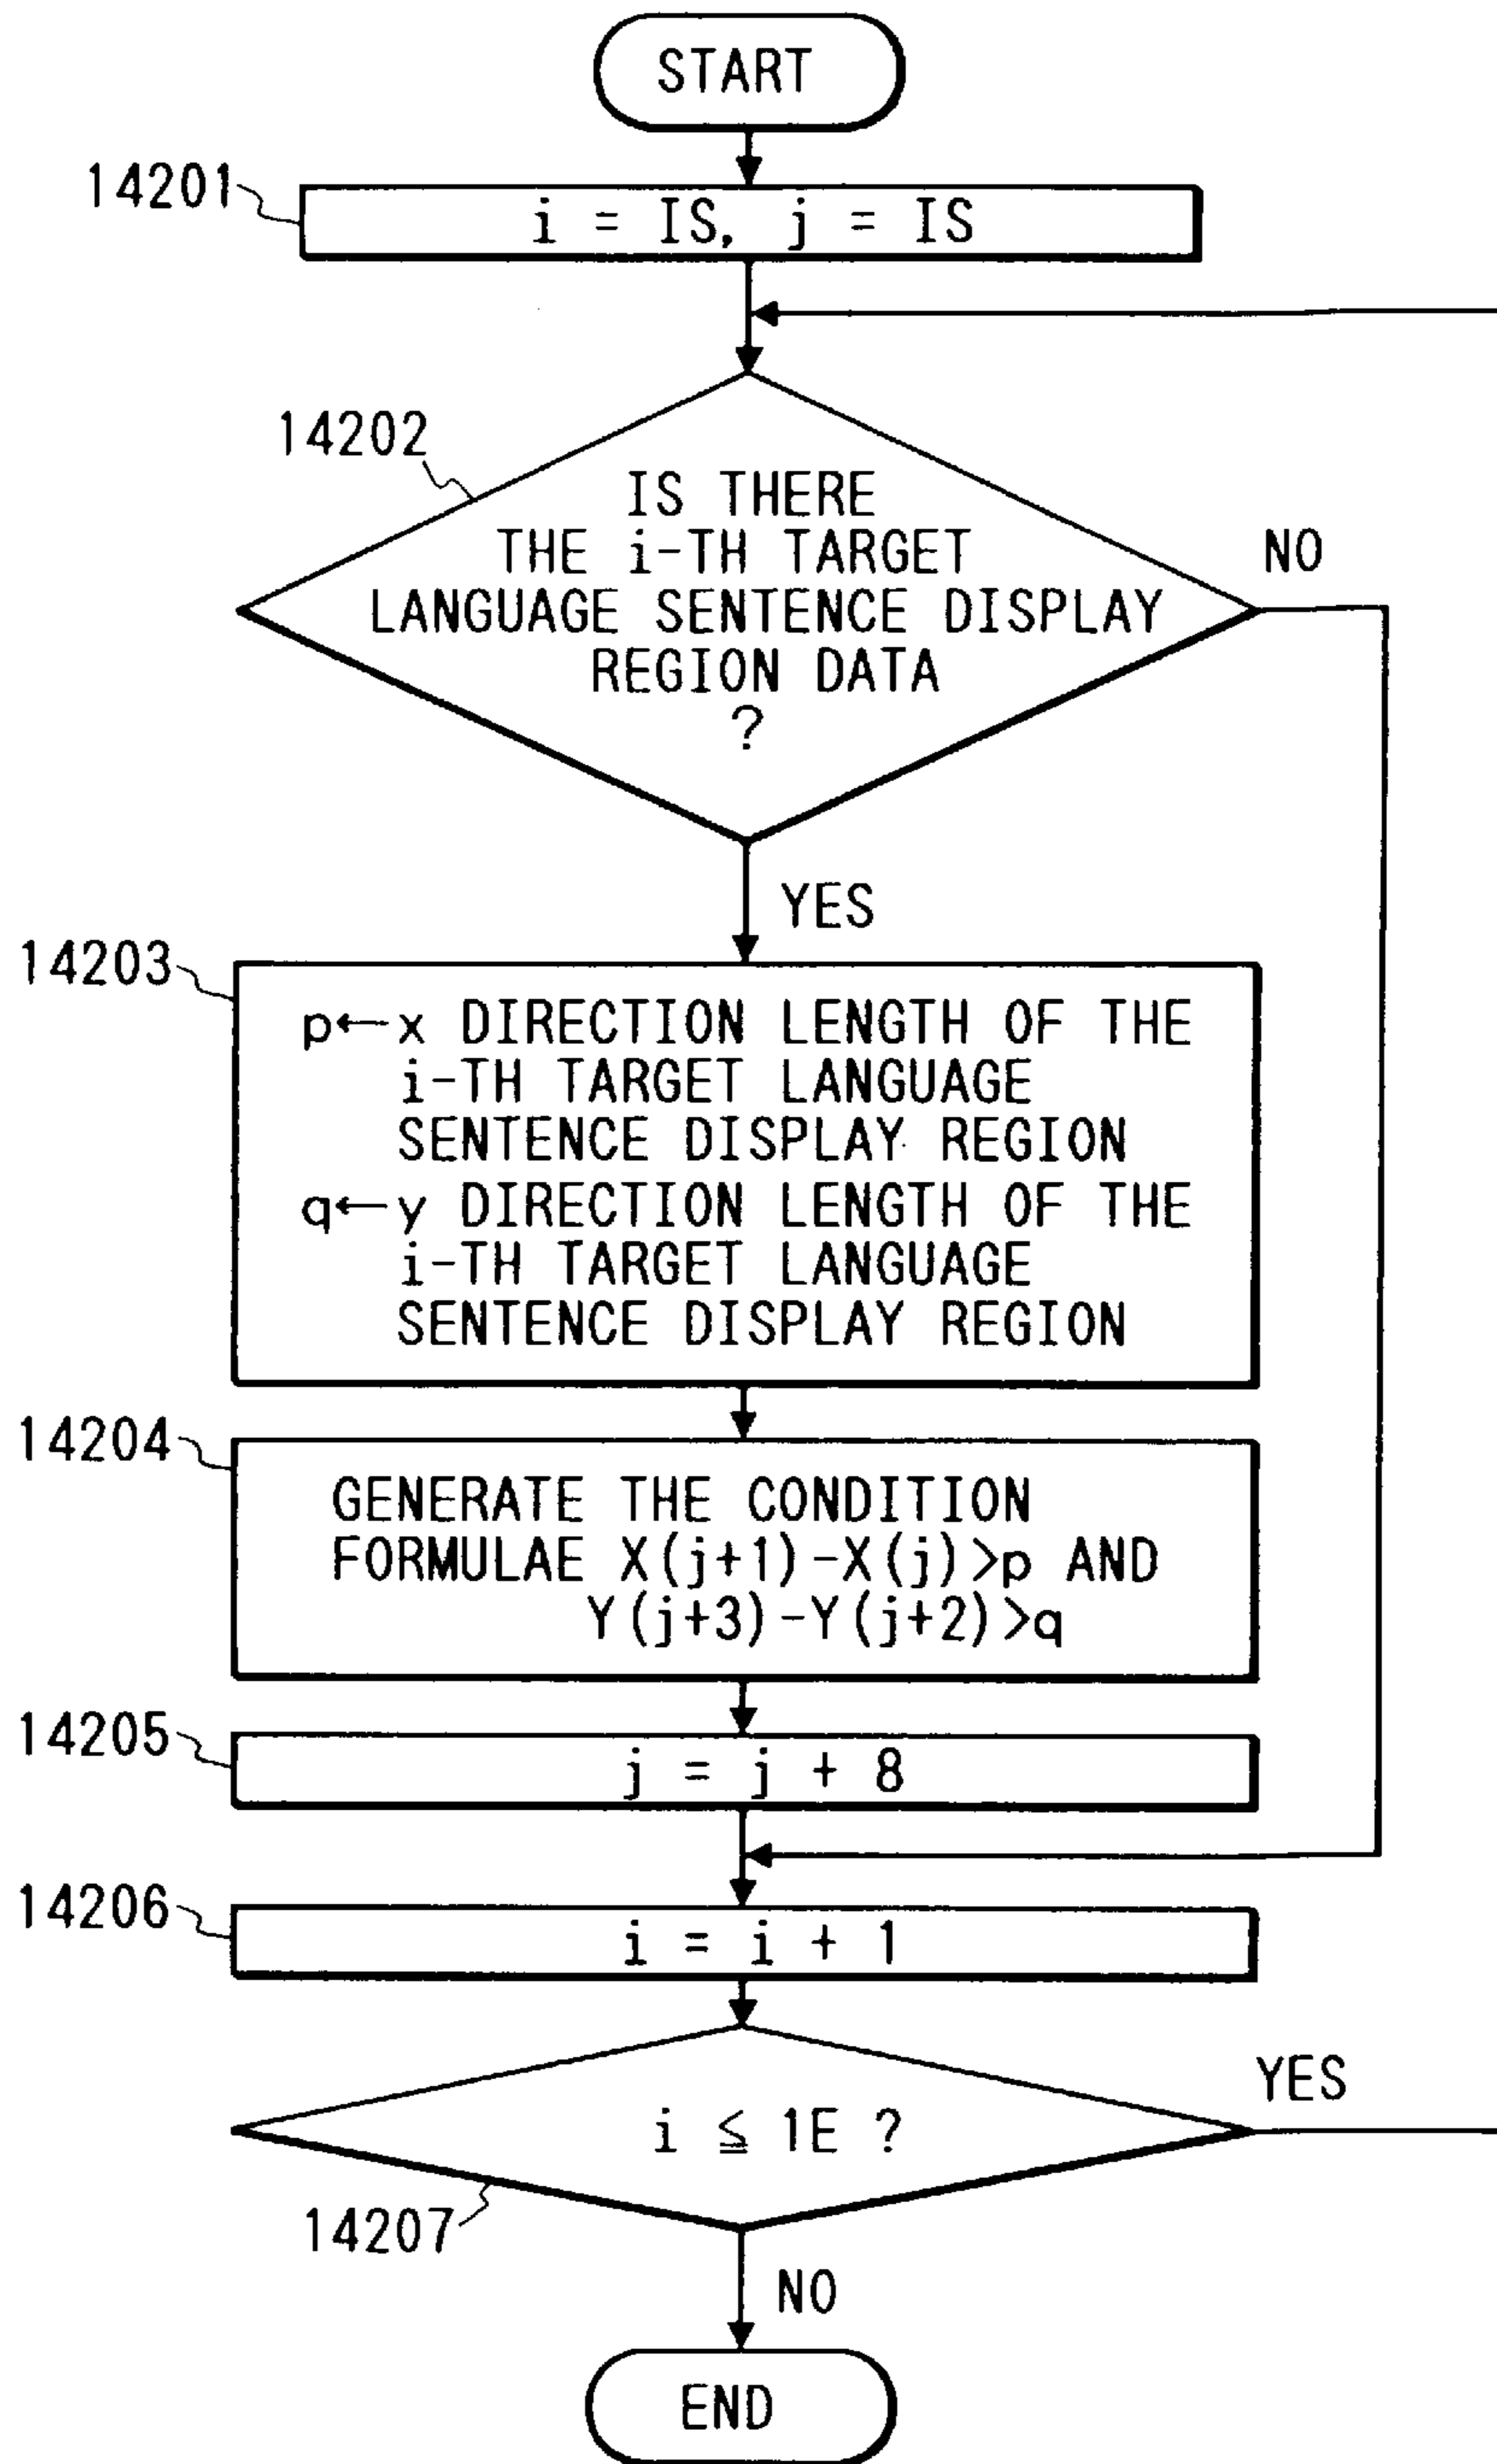 START
14201
i = IS, j = IS
14202
IS THERE
THE i-TH TARGET
LANGUAGE SENTENCE DISPLAY
REGION DATA
?
NO
YES
14203
p←x DIRECTION LENGTH OF THE
i-TH TARGET LANGUAGE
SENTENCE DISPLAY REGION
q←y DIRECTION LENGTH OF THE
i-TH TARGET LANGUAGE
SENTENCE DISPLAY REGION
14204
GENERATE THE CONDITION
FORMULAE X(j+1)-X(j)>p AND
Y(j+3)-Y(j+2)>q
14205
j = j + 8
14206
i = i + 1
YES
i ≦ 1E ?
14207
NO
END